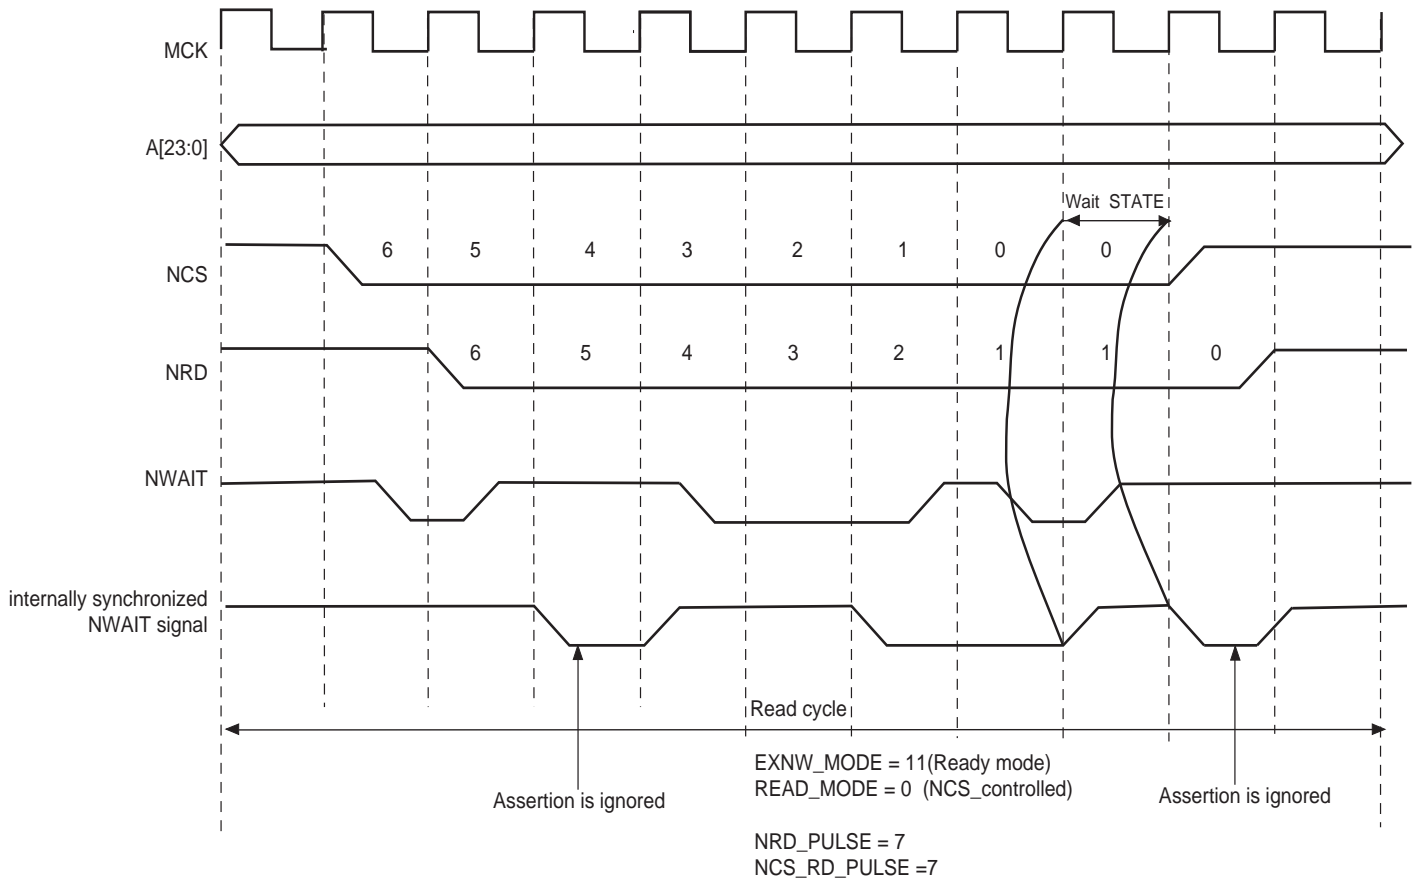 MCK
A[23:0]
Wait STATE
6 5 4 3 2 1 0 0
NCS
6 5 4 3 2 1 1 0
NRD
NWAIT
internally synchronized
NWAIT signal
Read cycle
EXNW_MODE = 11(Ready mode)
READ_MODE = 0 (NCS_controlled)
Assertion is ignored
Assertion is ignored
NRD_PULSE = 7
NCS_RD_PULSE =7